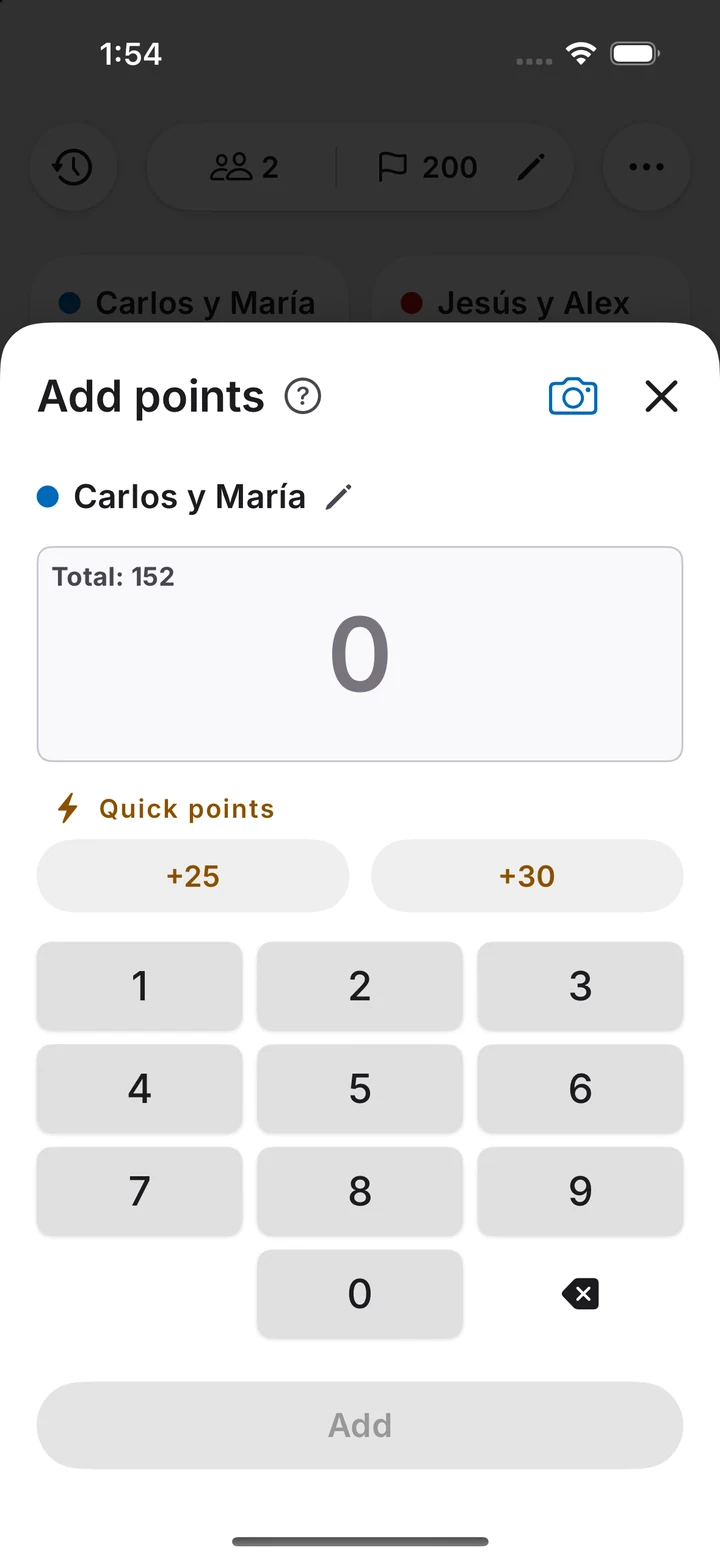 1:54
2 200
Carlos y María Jesús y Alex
Add points ?
Carlos y María
Total: 152
0
Quick points
+25 +30
1 2 3
4 5 6
7 8 9
0
Add